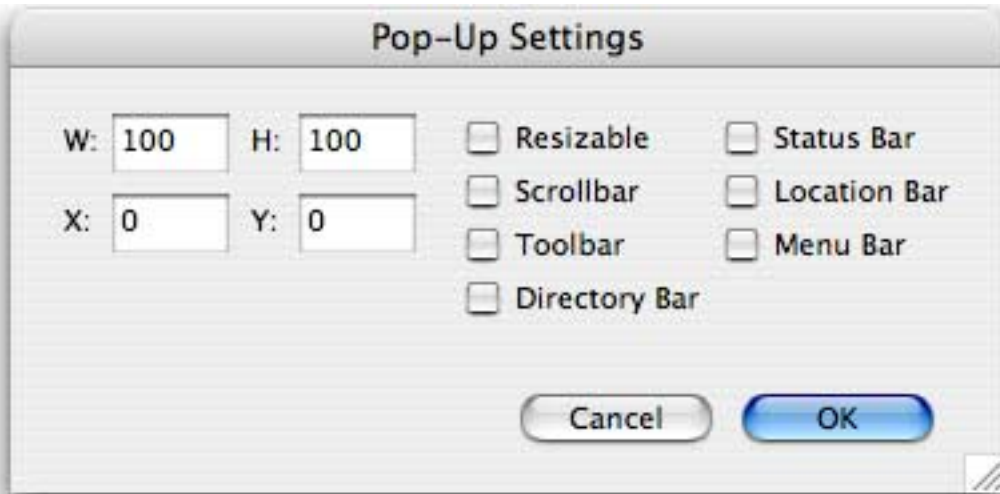 Pop-Up Settings
W: 100 H: 100 Resizable Status Bar
Scrollbar Location Bar
X: 0 Y: 0
Toolbar Menu Bar
Directory Bar
Cancel OK